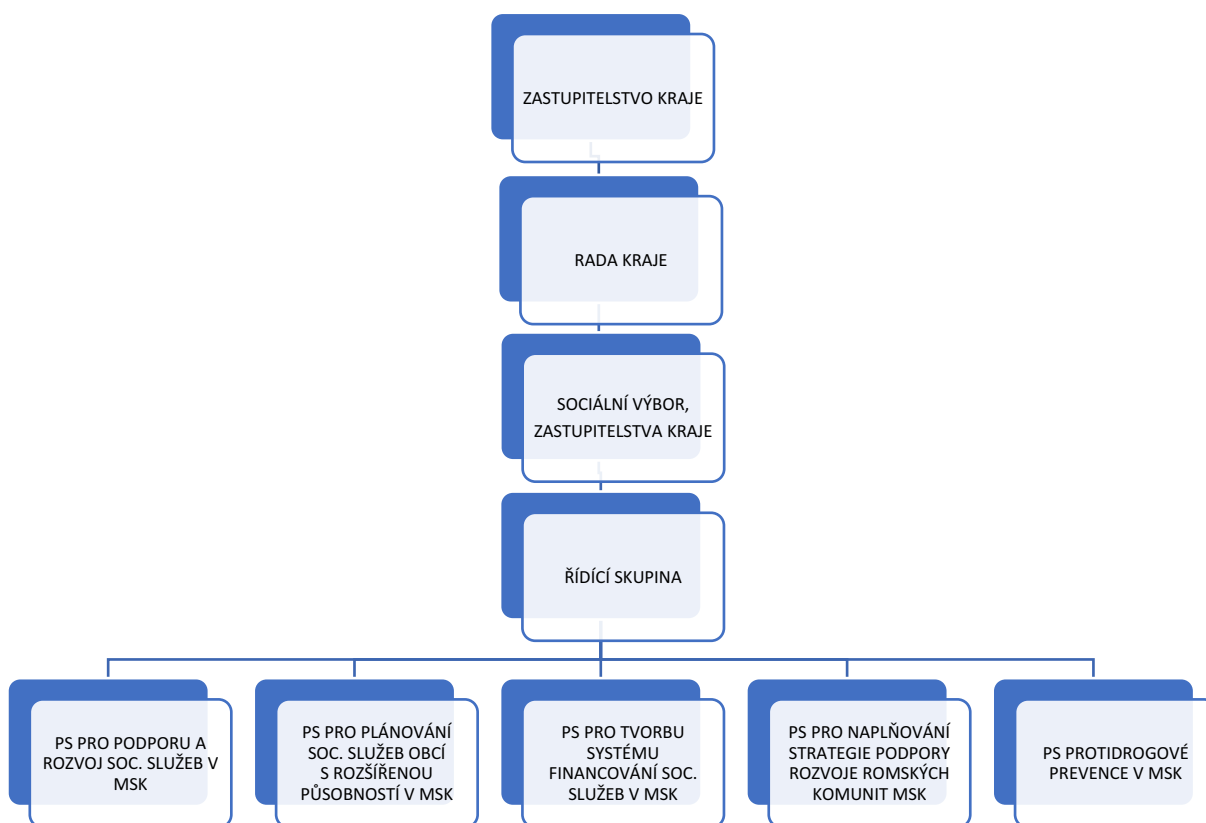 ZASTUPITELSTVO KRAJE
RADA KRAJE
SOCIÁLNÍ VÝBOR,
ZASTUPITELSTVA KRAJE
ŘÍDÍCÍ SKUPINA
PS PRO PODPORU A
ROZVOJ SOC. SLUŽEB V
MSK
PS PRO PLÁNOVÁNÍ
SOC. SLUŽEB OBCÍ
S ROZŠÍŘENOU
PŮSOBNOSTÍ V MSK
PS PRO TVORBU
SYSTÉMU
FINANCOVÁNÍ SOC.
SLUŽEB V MSK
PS PRO NAPLŇOVÁNÍ
STRATEGIE PODPORY
ROZVOJE ROMSKÝCH
KOMUNIT MSK
PS PROTIDROGOVÉ
PREVENCE V MSK